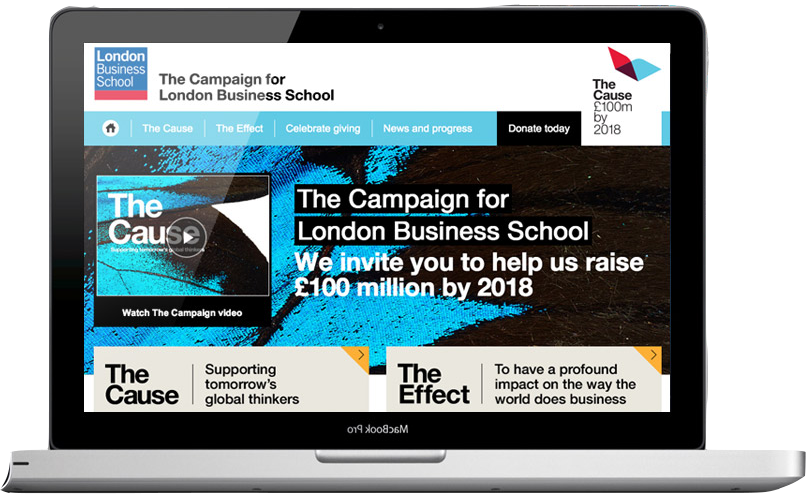 London
Business
School
The Campaign for
London Business School
The
Cause
£100m
by
2018
The Cause
The Effect
Celebrate giving
News and progress
Donate today
The
Cause
Supporting tomorrow's global thinkers
Watch The Campaign video
The Campaign for
London Business School
We invite you to help us raise
£100 million by 2018
The
Cause
Supporting
tomorrow's
global thinkers
The
Effect
To have a profound
impact on the way the
world does business
MacBook Pro